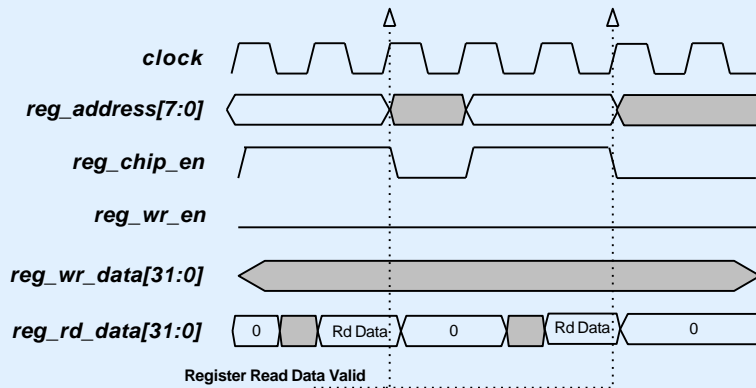 clock
reg_address[7:0]
reg_chip_en
reg_wr_en
reg_wr_data[31:0]
reg_rd_data[31:0] 0 Rd Data 0 Rd Data 0
Register Read Data Valid